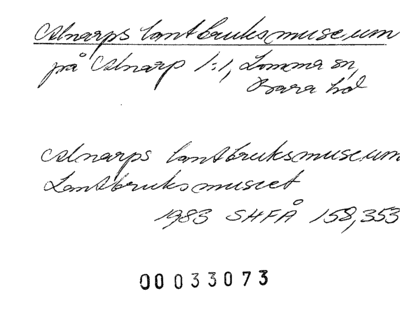 Alnarps lantbruksmuseum
på Alnarp 1:1, Lomma sn,
Bara hd
Alnarps lantbruksmuseum
Lantbruksmuseet
1983 SHFÅ 158,353
00033073